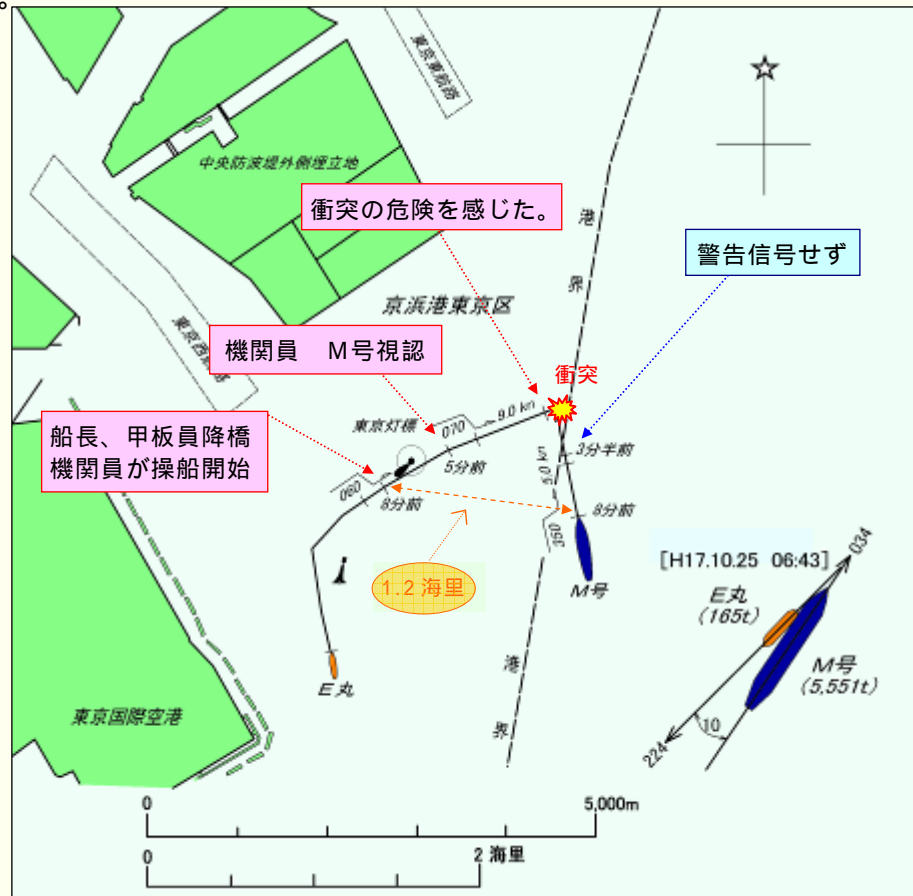 東京東航路
中央防波堤外側埋立地
衝突の危険を感じた。
港
界
警告信号せず
京浜港東京区
東京西航路
機関員 M号視認
衝突
9.0 kn
070
東京灯標
船長、甲板員降橋
機関員が操船開始
3分半前
5分前
5.0 kn
060
8分前
8分前
350
034
[H17.10.25 06:43]
1.2 海里
M号
E丸
(165t)
M号
(5,551t)
E丸
港
界
東京国際空港
10
224
0
5,000m
0
2 海里